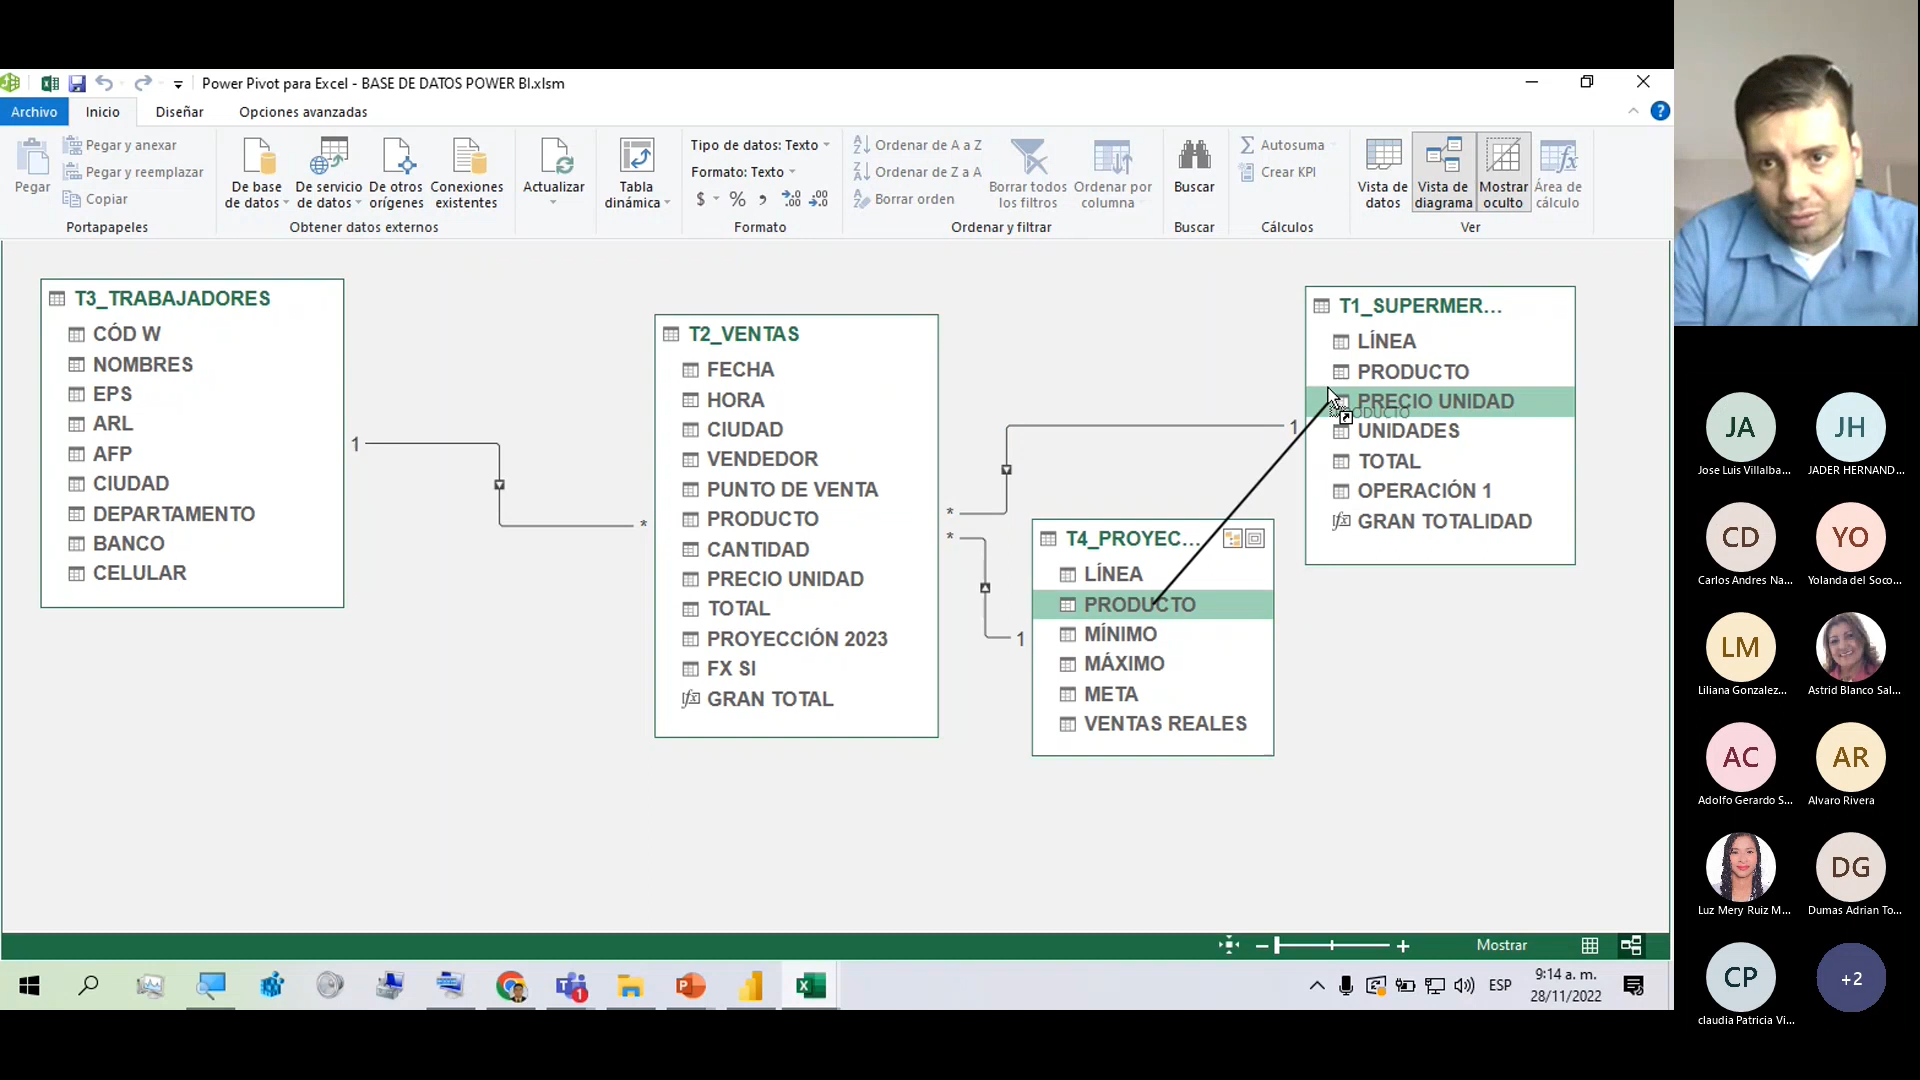 Power Pivot para Excel - BASE DE DATOS POWER BI.xlsm
Archivo
Inicio
Diseñar
Opciones avanzadas
Pegar
Pegar y anexar
Pegar y reemplazar
Copiar
Portapapeles
De base de datos
De servicio de datos
De otros orígenes
Conexiones existentes
Obtener datos externos
Actualizar
Tabla dinámica
Tipo de datos: Texto
Formato: Texto
$ % ,
Formato
Ordenar de A a Z
Ordenar de Z a A
Borrar orden
Borrar todos los filtros
Ordenar por columna
Ordenar y filtrar
Buscar
Buscar
Autosuma
Crear KPI
Cálculos
Vista de datos
Vista de diagrama
Mostrar oculto
Área de cálculo
Ver
T3_TRABAJADORES
CÓD W
NOMBRES
EPS
ARL
AFP
CIUDAD
DEPARTAMENTO
BANCO
CELULAR
1
*
T2_VENTAS
FECHA
HORA
CIUDAD
VENDEDOR
PUNTO DE VENTA
PRODUCTO
CANTIDAD
PRECIO UNIDAD
TOTAL
PROYECCIÓN 2023
FX SI
GRAN TOTAL
*
1
*
1
T4_PROYEC...
LÍNEA
PRODUCTO
MÍNIMO
MÁXIMO
META
VENTAS REALES
T1_SUPERMER...
LÍNEA
PRODUCTO
PRECIO UNIDAD
UNIDADES
TOTAL
OPERACIÓN 1
GRAN TOTALIDAD
Mostrar
ESP
9:14 a. m.
28/11/2022
JA
Jose Luis Villalba...
JH
JADER HERNAND...
CD
Carlos Andres Na...
YO
Yolanda del Soco...
LM
Liliana Gonzalez...
Astrid Blanco Sal...
AC
Adolfo Gerardo S...
AR
Alvaro Rivera
Luz Mery Ruiz M...
DG
Dumas Adrian To...
CP
claudia Patricia Vi...
+2